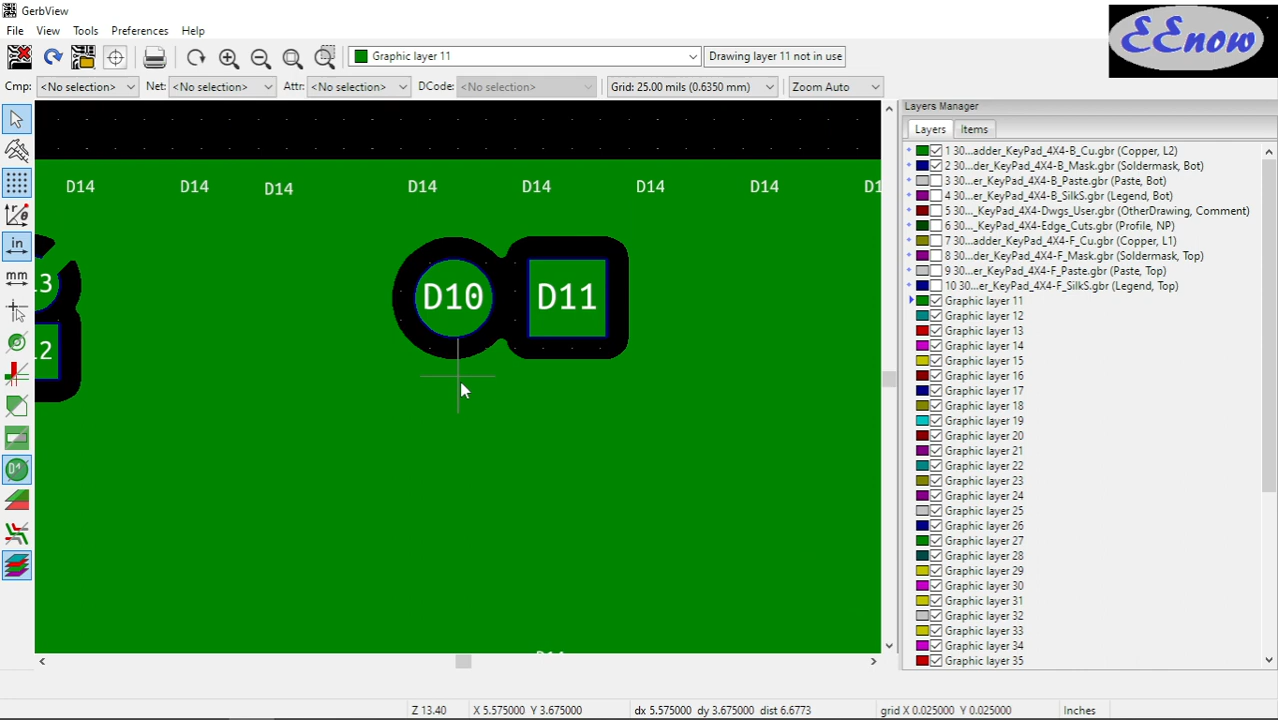 GerbView
EEnow
File View Tools Preferences Help
Graphic layer 11 Drawing layer 11 not in use
Cmp: <No selection> Net: <No selection> Attr: <No selection> DCode: <No selection> Grid: 25.00 mils (0.6350 mm) Zoom Auto
Layers Manager
Layers Items
1 30...adder_KeyPad_4X4-B_Cu.gbr (Copper, L2)
2 30...der_KeyPad_4X4-B_Mask.gbr (Soldermask, Bot)
3 30...er_KeyPad_4X4-B_Paste.gbr (Paste, Bot)
4 30...er_KeyPad_4X4-B_SilkS.gbr (Legend, Bot)
5 30..._KeyPad_4X4-Dwgs_User.gbr (OtherDrawing, Comment)
6 30...er_KeyPad_4X4-Edge_Cuts.gbr (Profile, NP)
7 30...adder_KeyPad_4X4-F_Cu.gbr (Copper, L1)
8 30...der_KeyPad_4X4-F_Mask.gbr (Soldermask, Top)
9 30...er_KeyPad_4X4-F_Paste.gbr (Paste, Top)
10 30...er_KeyPad_4X4-F_SilkS.gbr (Legend, Top)
Graphic layer 11
Graphic layer 12
Graphic layer 13
Graphic layer 14
Graphic layer 15
Graphic layer 16
Graphic layer 17
Graphic layer 18
Graphic layer 19
Graphic layer 20
Graphic layer 21
Graphic layer 22
Graphic layer 23
Graphic layer 24
Graphic layer 25
Graphic layer 26
Graphic layer 27
Graphic layer 28
Graphic layer 29
Graphic layer 30
Graphic layer 31
Graphic layer 32
Graphic layer 33
Graphic layer 34
Graphic layer 35
D14 D14 D14 D14 D14 D14 D14 D1
D10 D11
in
mm
Z 13.40 X 5.575000 Y 3.675000 dx 5.575000 dy 3.675000 dist 6.6773 grid X 0.025000 Y 0.025000 Inches